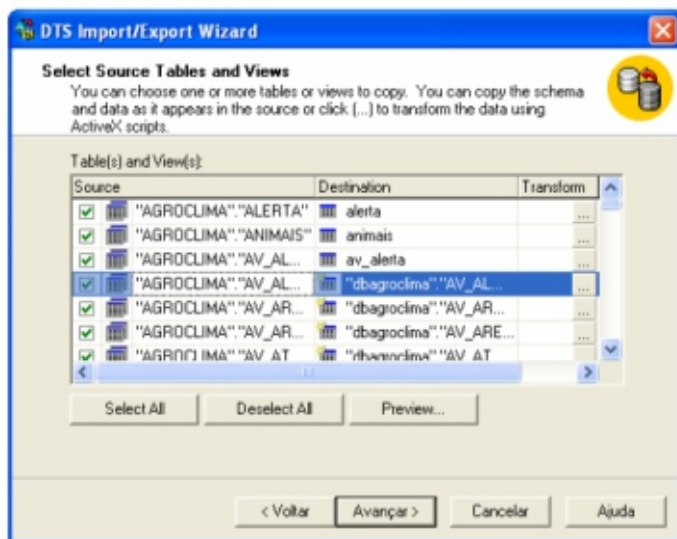 DTS Import/Export Wizard
Select Source Tables and Views
You can choose one or more tables or views to copy. You can copy the schema
and data as it appears in the source or click (...) to transform the data using
ActiveX scripts.
Table(s) and View(s):
Source Destination Transform
"AGROCLIMA"."ALERTA" alerta ...
"AGROCLIMA"."ANIMAIS" animais ...
"AGROCLIMA"."AV_AL... av_alerta ...
"AGROCLIMA"."AV_AL... "dbagroclima"."AV_AL... ...
"AGROCLIMA"."AV_AR... "dbagroclima"."AV_AR... ...
"AGROCLIMA"."AV_AR... "dbagroclima"."AV_ARE... ...
"AGROCLIMA"."AV_AT "dbagroclima"."AV_AT
Select All Deselect All Preview...
< Voltar Avançar > Cancelar Ajuda